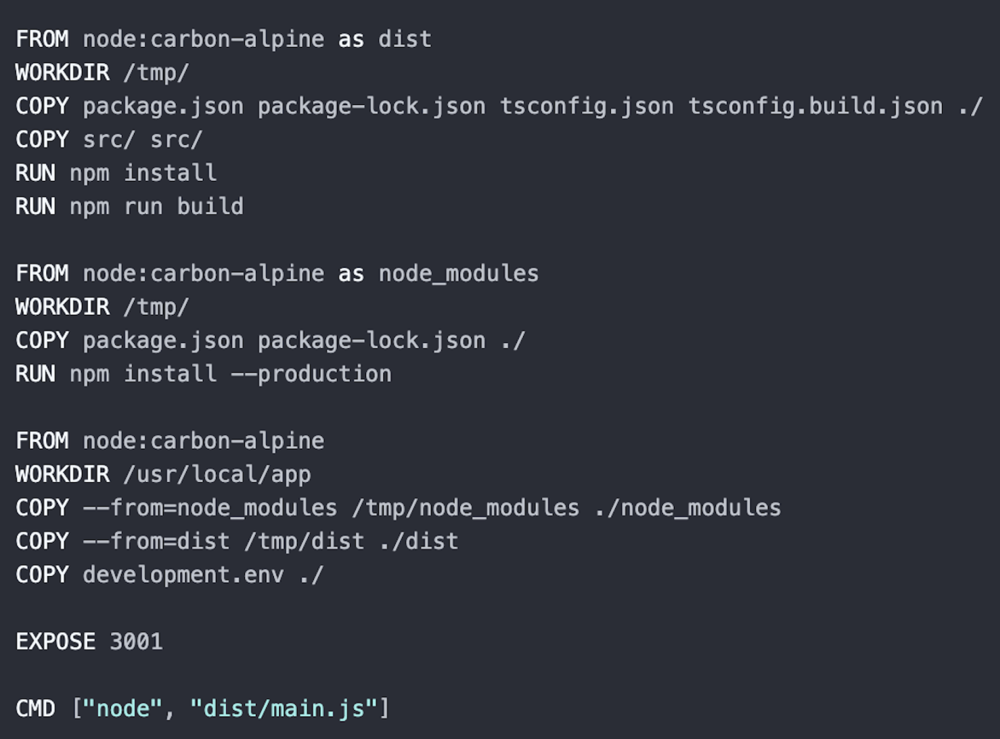 FROM node:carbon-alpine as dist
WORKDIR /tmp/
COPY package.json package-lock.json tsconfig.json tsconfig.build.json ./
COPY src/ src/
RUN npm install
RUN npm run build
FROM node:carbon-alpine as node_modules
WORKDIR /tmp/
COPY package.json package-lock.json ./
RUN npm install --production
FROM node:carbon-alpine
WORKDIR /usr/local/app
COPY --from=node_modules /tmp/node_modules ./node_modules
COPY --from=dist /tmp/dist ./dist
COPY development.env ./
EXPOSE 3001
CMD ["node", "dist/main.js"]